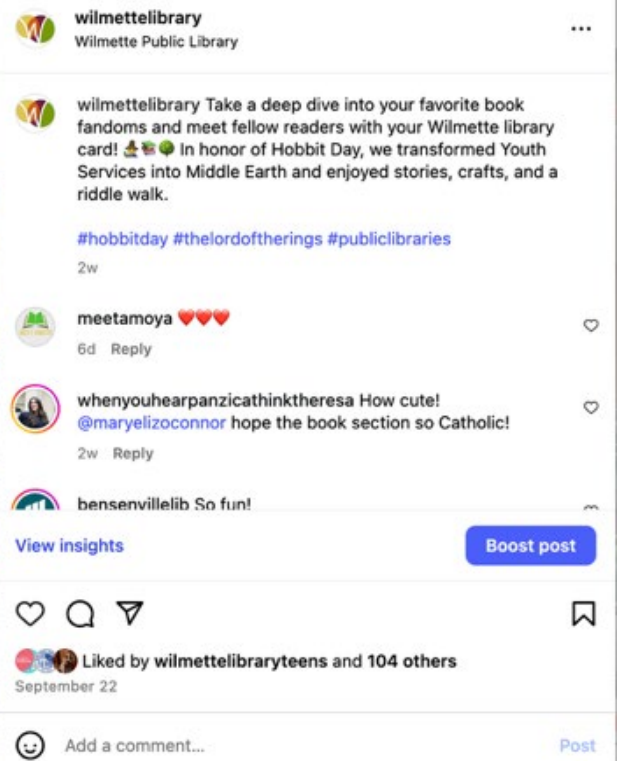 wilmettelibrary
Wilmette Public Library
wilmettelibrary Take a deep dive into your favorite book
fandoms and meet fellow readers with your Wilmette library
card! In honor of Hobbit Day, we transformed Youth
Services into Middle Earth and enjoyed stories, crafts, and a
riddle walk.
#hobbitday #thelordoftherings #publiclibraries
2w
meetamoya ❤️❤️❤️
6d Reply
whenyouhearpanzicathinktheresa How cute!
@maryelizoconnor hope the book section so Catholic!
2w Reply
bensenvillelib So fun!
View insights
Boost post
Liked by wilmettelibraryteens and 104 others
September 22
Add a comment...
Post